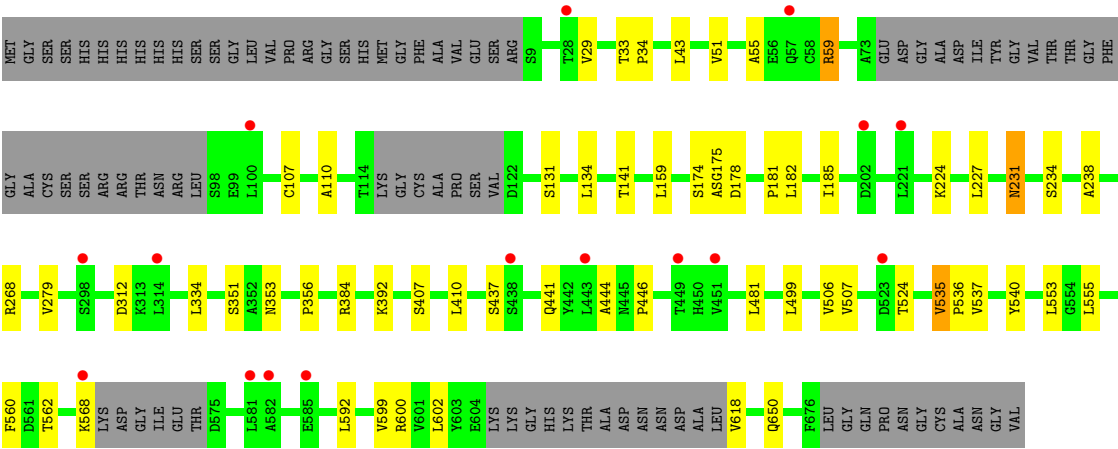 MET GLY SER SER HIS HIS HIS HIS HIS HIS SER SER GLY LEU VAL PRO ARG GLY SER HIS MET GLY PHE ALA VAL GLU SER ARG S9 T28 V29 T33 P34 L43 V51 A55 E56 Q57 C58 R59 A73 GLU ASP GLY ALA ASP ILE TYR GLY VAL THR THR GLY PHE
GLY ALA CYS SER SER ARG ARG THR ASN ARG LEU S98 E99 L100 C107 A110 T114 LYS GLY CYS ALA PRO SER VAL D122 S131 L134 T141 L159 S174 ASG175 D178 P181 L182 I185 D202 L221 K224 L227 N231 S234 A238
R268 V279 S298 D312 K313 L314 L334 S351 A352 N353 P356 R384 K392 S407 L410 S437 S438 Q441 Y442 L443 A444 N445 P446 T449 H450 V451 L481 L499 V506 V507 D523 T524 V535 P536 V537 Y540 L553 G554 L555
F560 D561 T562 K568 LYS ASP GLY ILE GLU THR D575 L581 A582 E585 L592 V599 R600 V601 L602 Y603 E604 LYS LYS GLY HIS LYS THR ALA ASP ASN ASN ASP ALA LEU V618 Q650 F676 LEU GLY GLN PRO ASN GLY CYS ALA ASN GLY VAL